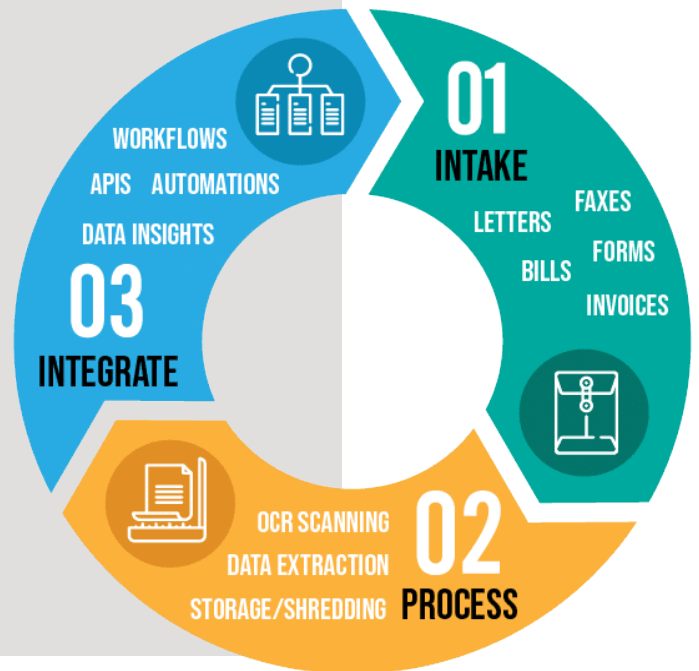 01
INTAKE
FAXES
LETTERS
FORMS
BILLS
INVOICES
02
PROCESS
OCR SCANNING
DATA EXTRACTION
STORAGE/SHREDDING
03
INTEGRATE
WORKFLOWS
APIS AUTOMATIONS
DATA INSIGHTS